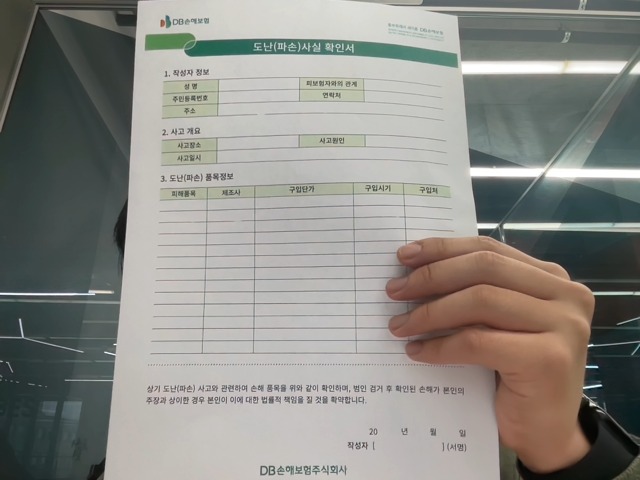 DB손해보험
도난(파손)사실 확인서
1. 작성자 정보
성 명 피보험자와의 관계
주민등록번호 연락처
주소
2. 사고 개요
사고장소 사고원인
사고일시
3. 도난(파손) 품목정보
피해품목 제조사 구입단가 구입시기 구입처
상기 도난(파손) 사고와 관련하여 손해 품목을 위와 같이 확인하며, 범인 검거 후 확인된 손해가 본인의
주장과 상이한 경우 본인이 이에 대한 법률적 책임을 질 것을 확약합니다.
20 년 월 일
작성자 [ ] (서명)
DB손해보험주식회사